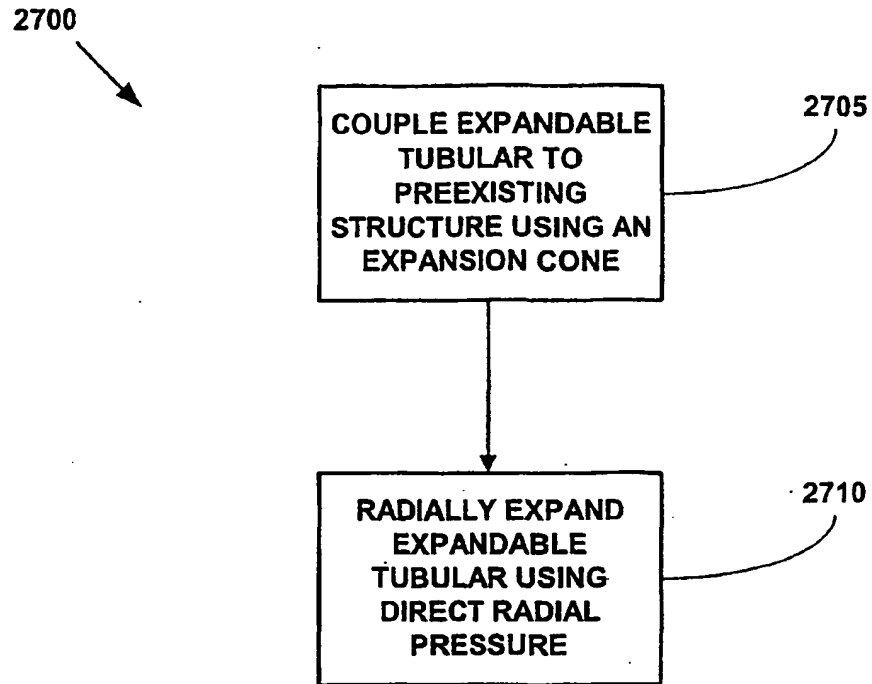 2700
COUPLE EXPANDABLE
TUBULAR TO
PREEXISTING
STRUCTURE USING AN
EXPANSION CONE
2705
RADIALLY EXPAND
EXPANDABLE
TUBULAR USING
DIRECT RADIAL
PRESSURE
2710